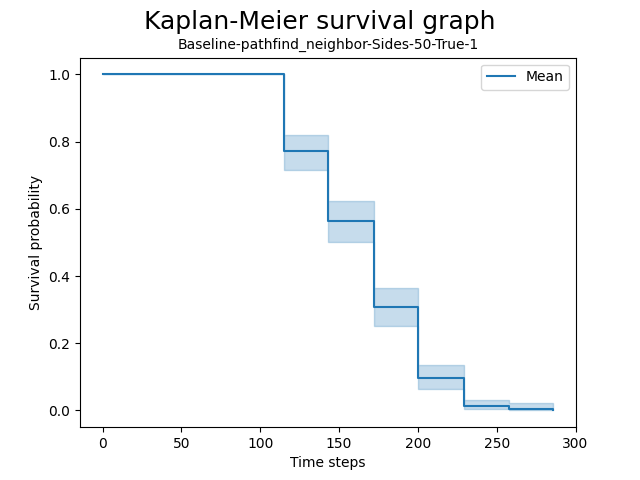 Kaplan-Meier survival graph
Baseline-pathfind_neighbor-Sides-50-True-1
Mean
1.0
0.8
0.6
0.4
0.2
0.0
Survival probability
0 50 100 150 200 250 300
Time steps